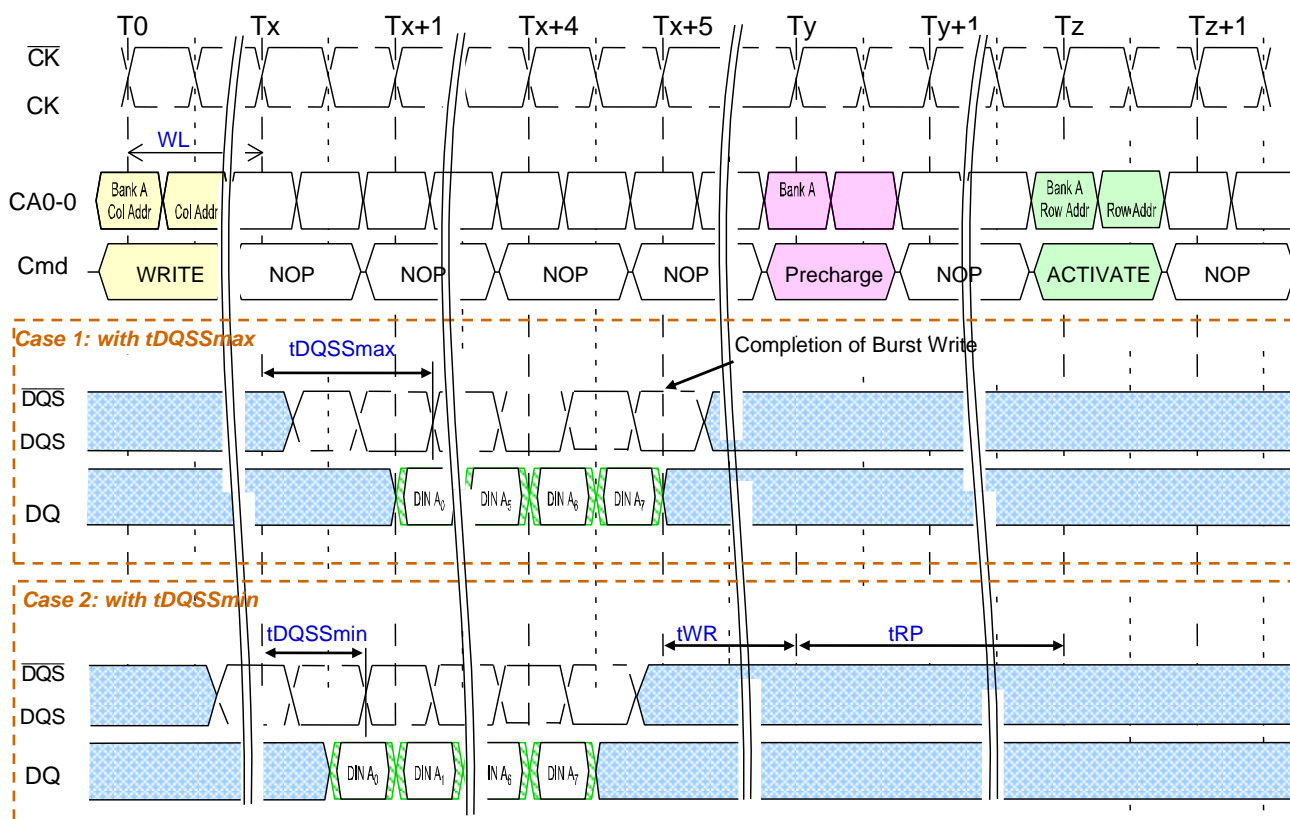 T0 Tx Tx+1 Tx+4 Tx+5 Ty Ty+1 Tz Tz+1
CK
CK
WL
CA0-0 Bank A Col Addr Col Addr Bank A Bank A Row Addr Row Addr
Cmd WRITE NOP NOP NOP NOP Precharge NOP ACTIVATE NOP
Case 1: with tDQSSmax
tDQSSmax Completion of Burst Write
DQS
DQS
DQ DIN A0 DIN A5 DIN A6 DIN A7
Case 2: with tDQSSmin
tDQSSmin tWR tRP
DQS
DQS
DQ DIN A0 DIN A1 IN A6 DIN A7